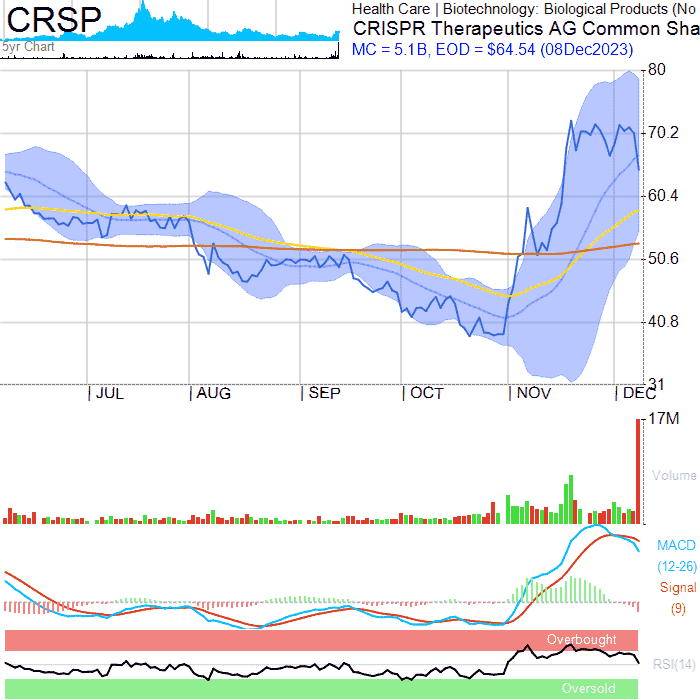 CRSP
5yr Chart
Health Care | Biotechnology: Biological Products (No
CRISPR Therapeutics AG Common Sha
MC = 5.1B, EOD = $64.54 (08Dec2023)
80
70.2
60.4
50.6
40.8
31
JUL
AUG
SEP
OCT
NOV
DEC
17M
Volume
MACD
(12-26)
Signal
(9)
Overbought
RSI(14)
Oversold